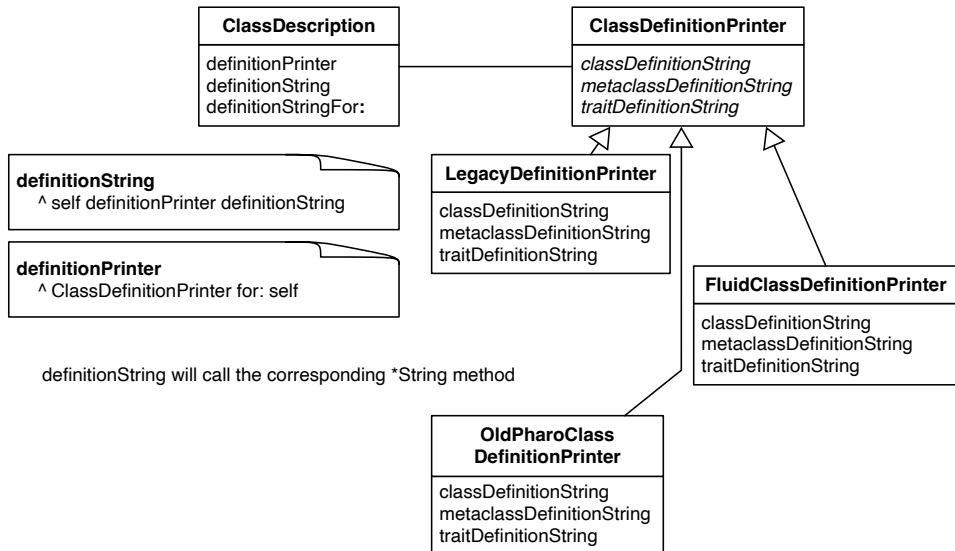 ClassDescription
definitionPrinter
definitionString
definitionStringFor:
ClassDefinitionPrinter
classDefinitionString
metaclassDefinitionString
traitDefinitionString
definitionString
^ self definitionPrinter definitionString
definitionPrinter
^ ClassDefinitionPrinter for: self
LegacyDefinitionPrinter
classDefinitionString
metaclassDefinitionString
traitDefinitionString
FluidClassDefinitionPrinter
classDefinitionString
metaclassDefinitionString
traitDefinitionString
definitionString will call the corresponding *String method
OldPharoClass
DefinitionPrinter
classDefinitionString
metaclassDefinitionString
traitDefinitionString